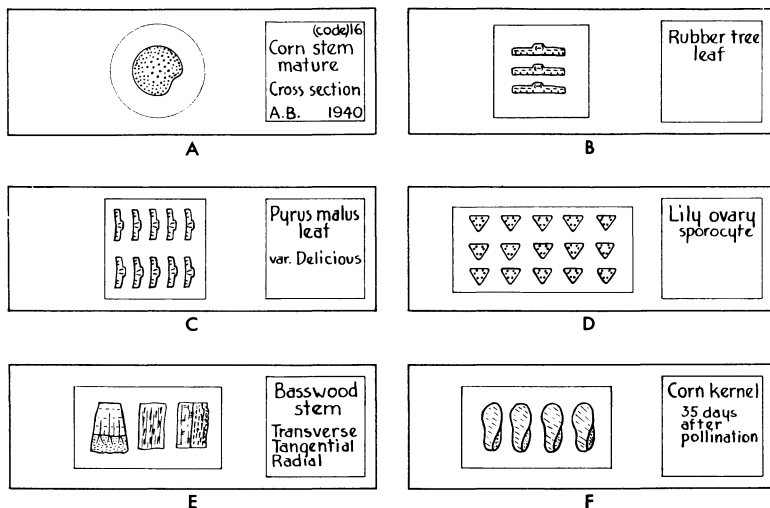 (code)16
Corn stem
mature
Cross section
A.B. 1940
A
Rubber tree
leaf
B
Pyrus malus
leaf
var. Delicious
C
Lily ovary
sporocyte
D
Basswood
stem
Transverse
Tangential
Radial
E
Corn kernel
35 days
after
pollination
F